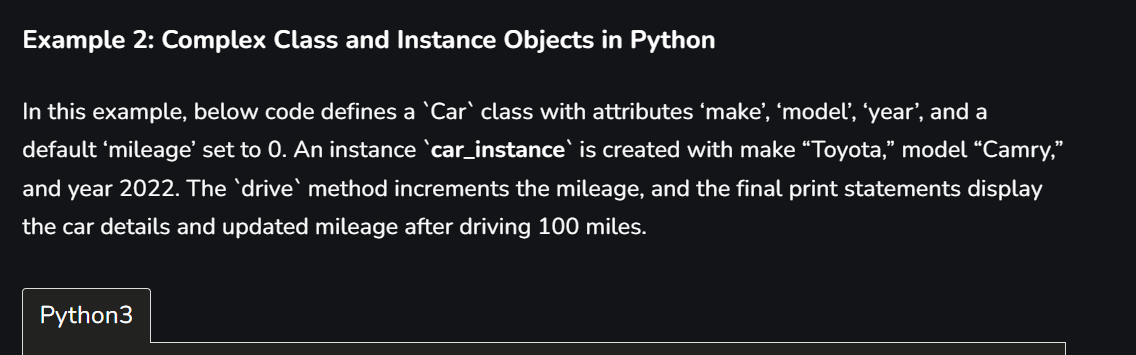 Example 2: Complex Class and Instance Objects in Python
In this example, below code defines a `Car` class with attributes ‘make’, ‘model’, ‘year’, and a
default ‘mileage’ set to 0. An instance `car_instance` is created with make “Toyota,” model “Camry,”
and year 2022. The `drive` method increments the mileage, and the final print statements display
the car details and updated mileage after driving 100 miles.
Python3